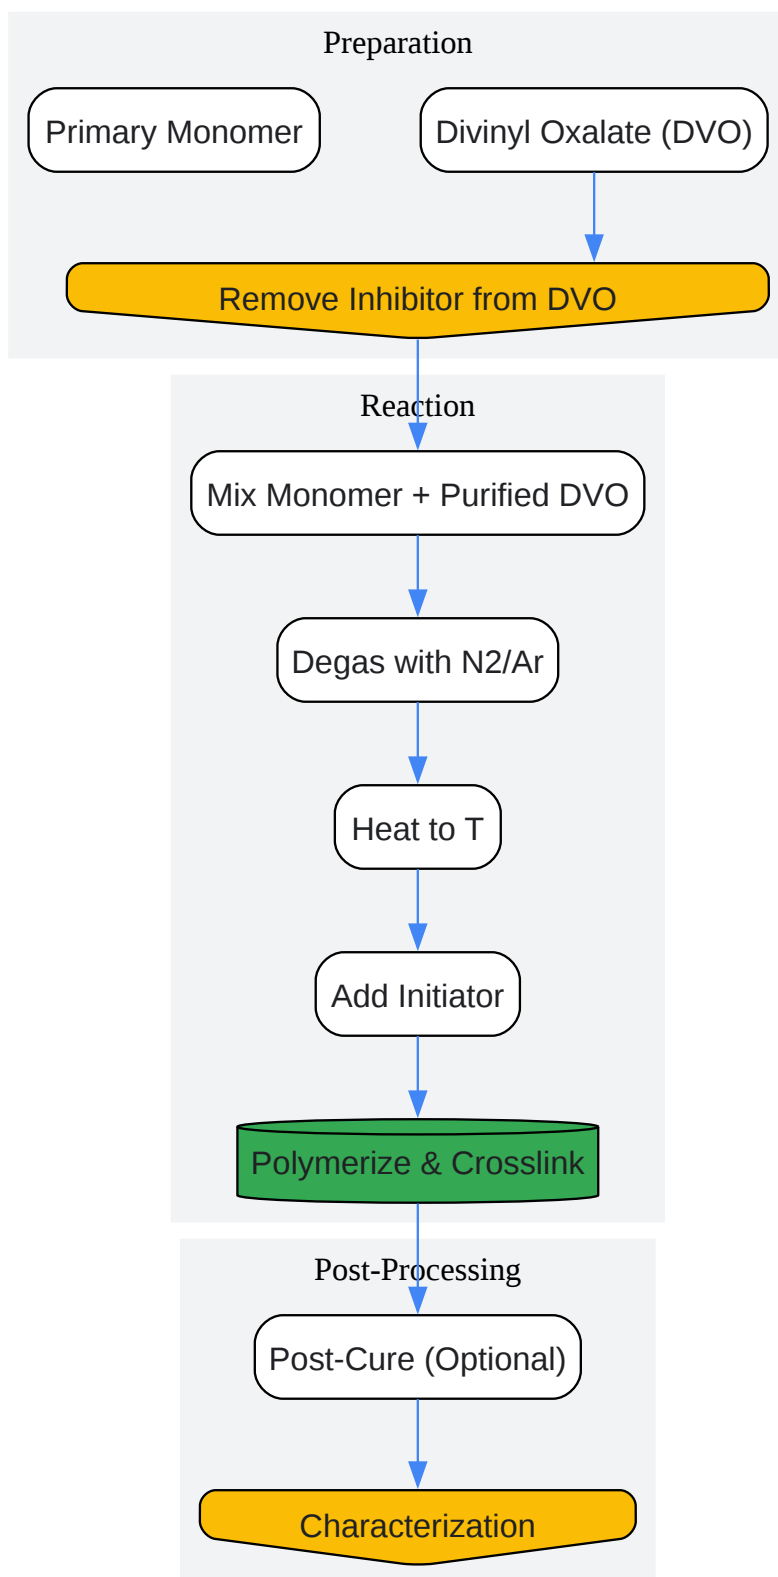 Preparation
Primary Monomer
Divinyl Oxalate (DVO)
Remove Inhibitor from DVO
Reaction
Mix Monomer + Purified DVO
Degas with N2/Ar
Heat to T
Add Initiator
Polymerize & Crosslink
Post-Processing
Post-Cure (Optional)
Characterization